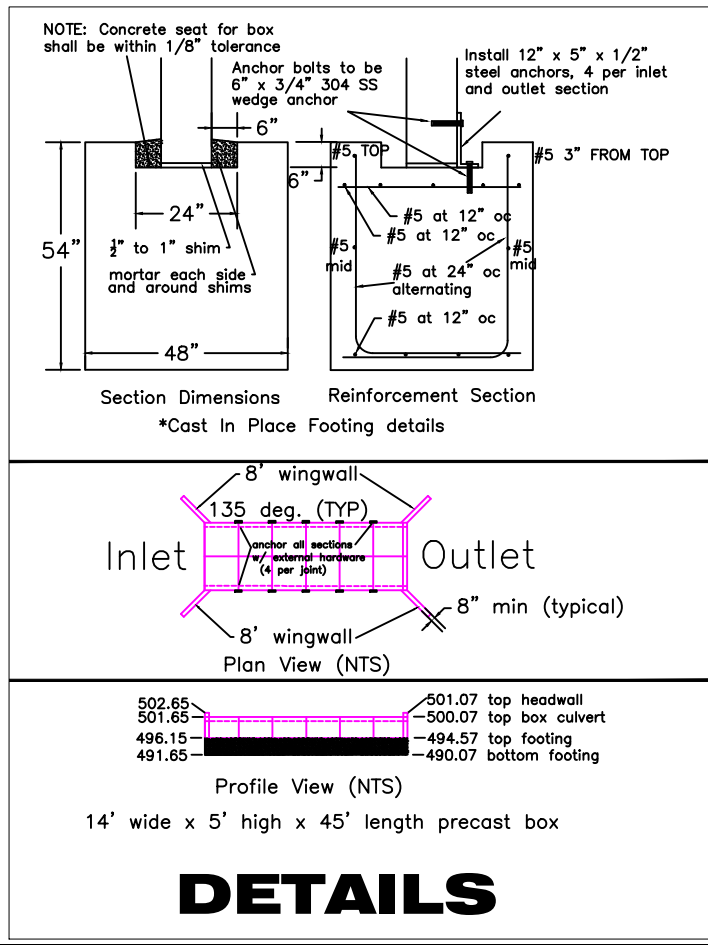 NOTE: Concrete seat for box
shall be within 1/8" tolerance
Anchor bolts to be
6" x 3/4" 304 SS
wedge anchor
Install 12" x 5" x 1/2"
steel anchors, 4 per inlet
and outlet section
6"
#5 TOP
#5 3" FROM TOP
6"
24"
#5 at 12" oc
#5 at 12" oc
54"
½" to 1" shim
#5
mid
#5
mid
mortar each side
and around shims
#5 at 24" oc
alternating
#5 at 12" oc
48"
Section Dimensions
Reinforcement Section
*Cast In Place Footing details
8' wingwall
135 deg. (TYP)
Inlet
anchor all sections
w/ external hardware
(4 per joint)
Outlet
8" min (typical)
8' wingwall
Plan View (NTS)
502.65
501.65
496.15
491.65
501.07 top headwall
500.07 top box culvert
494.57 top footing
490.07 bottom footing
Profile View (NTS)
14' wide x 5' high x 45' length precast box
DETAILS